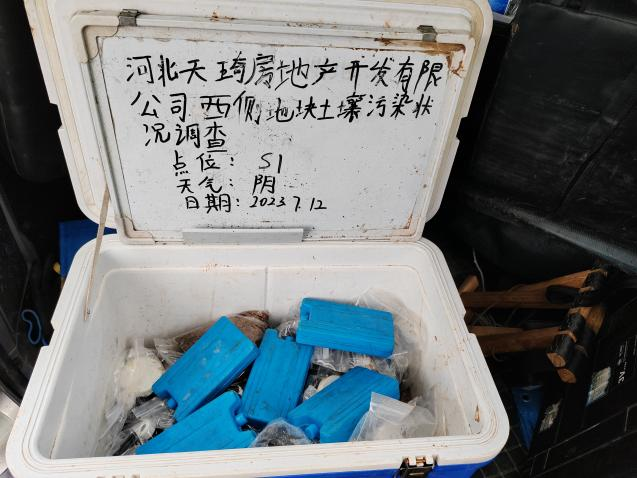 河北天琦房地产开发有限
公司西侧地块土壤污染状
况调查
点位：S1
天气：阴
日期：2023.7.12